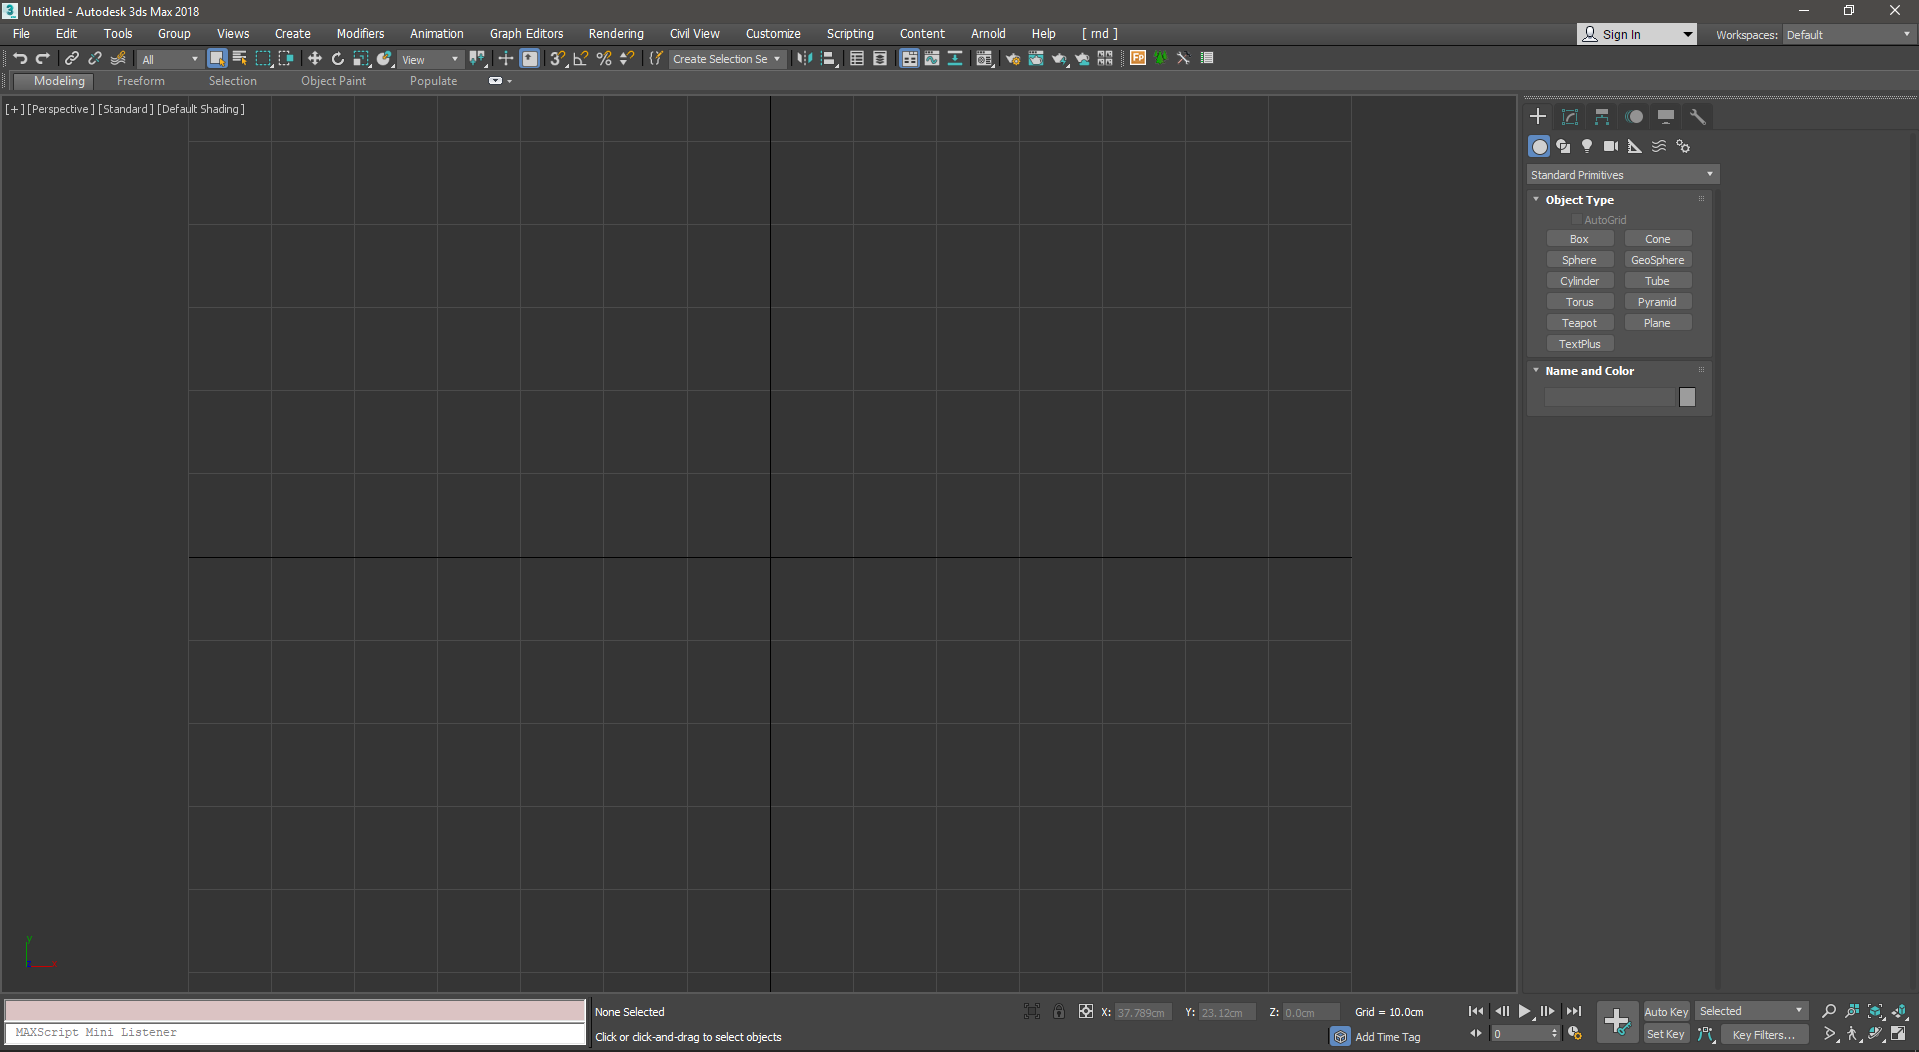 Untitled - Autodesk 3ds Max 2018
File Edit Tools Group Views Create Modifiers Animation Graph Editors Rendering Civil View Customize Scripting Content Arnold Help [ rnd ] Sign In Workspaces: Default
All View Create Selection Se
Modeling Freeform Selection Object Paint Populate
[+] [Perspective] [Standard] [Default Shading]
Standard Primitives
Object Type
AutoGrid
Box Cone
Sphere GeoSphere
Cylinder Tube
Torus Pyramid
Teapot Plane
TextPlus
Name and Color
y
None Selected X: 37.789cm Y: 23.12cm Z: 0.0cm Grid = 10.0cm Auto Key Selected
MAXScript Mini Listener
Click or click-and-drag to select objects Add Time Tag 0 Set Key Key Filters...